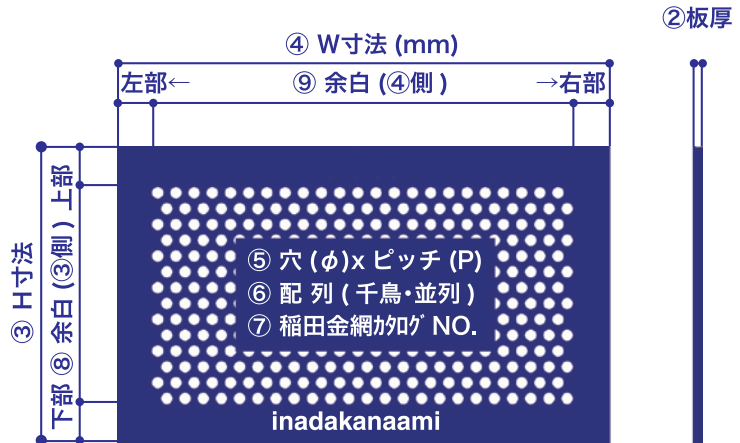 ②板厚
④ W寸法 (mm)
左部← ⑨ 余白 (④側 ) →右部
③ H寸法
下部 ⑧ 余白 (③側 ) 上部
⑤ 穴 (φ)x ピッチ (P)
⑥ 配 列 ( 千鳥・並列 )
⑦ 稲田金網ｶﾀﾛｸﾞ NO.
inadakanaami